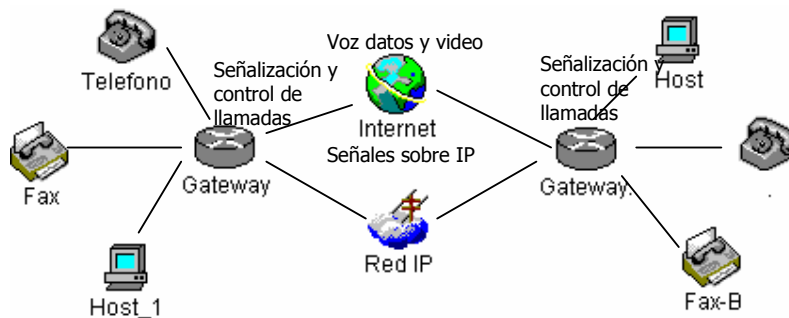 Voz datos y video
Telefono
Señalización y
control de
llamadas
Señalización y
control de
llamadas
Host
Internet
Señales sobre IP
Fax
Gateway
Gateway.
.
Red IP
Host_1
Fax-B